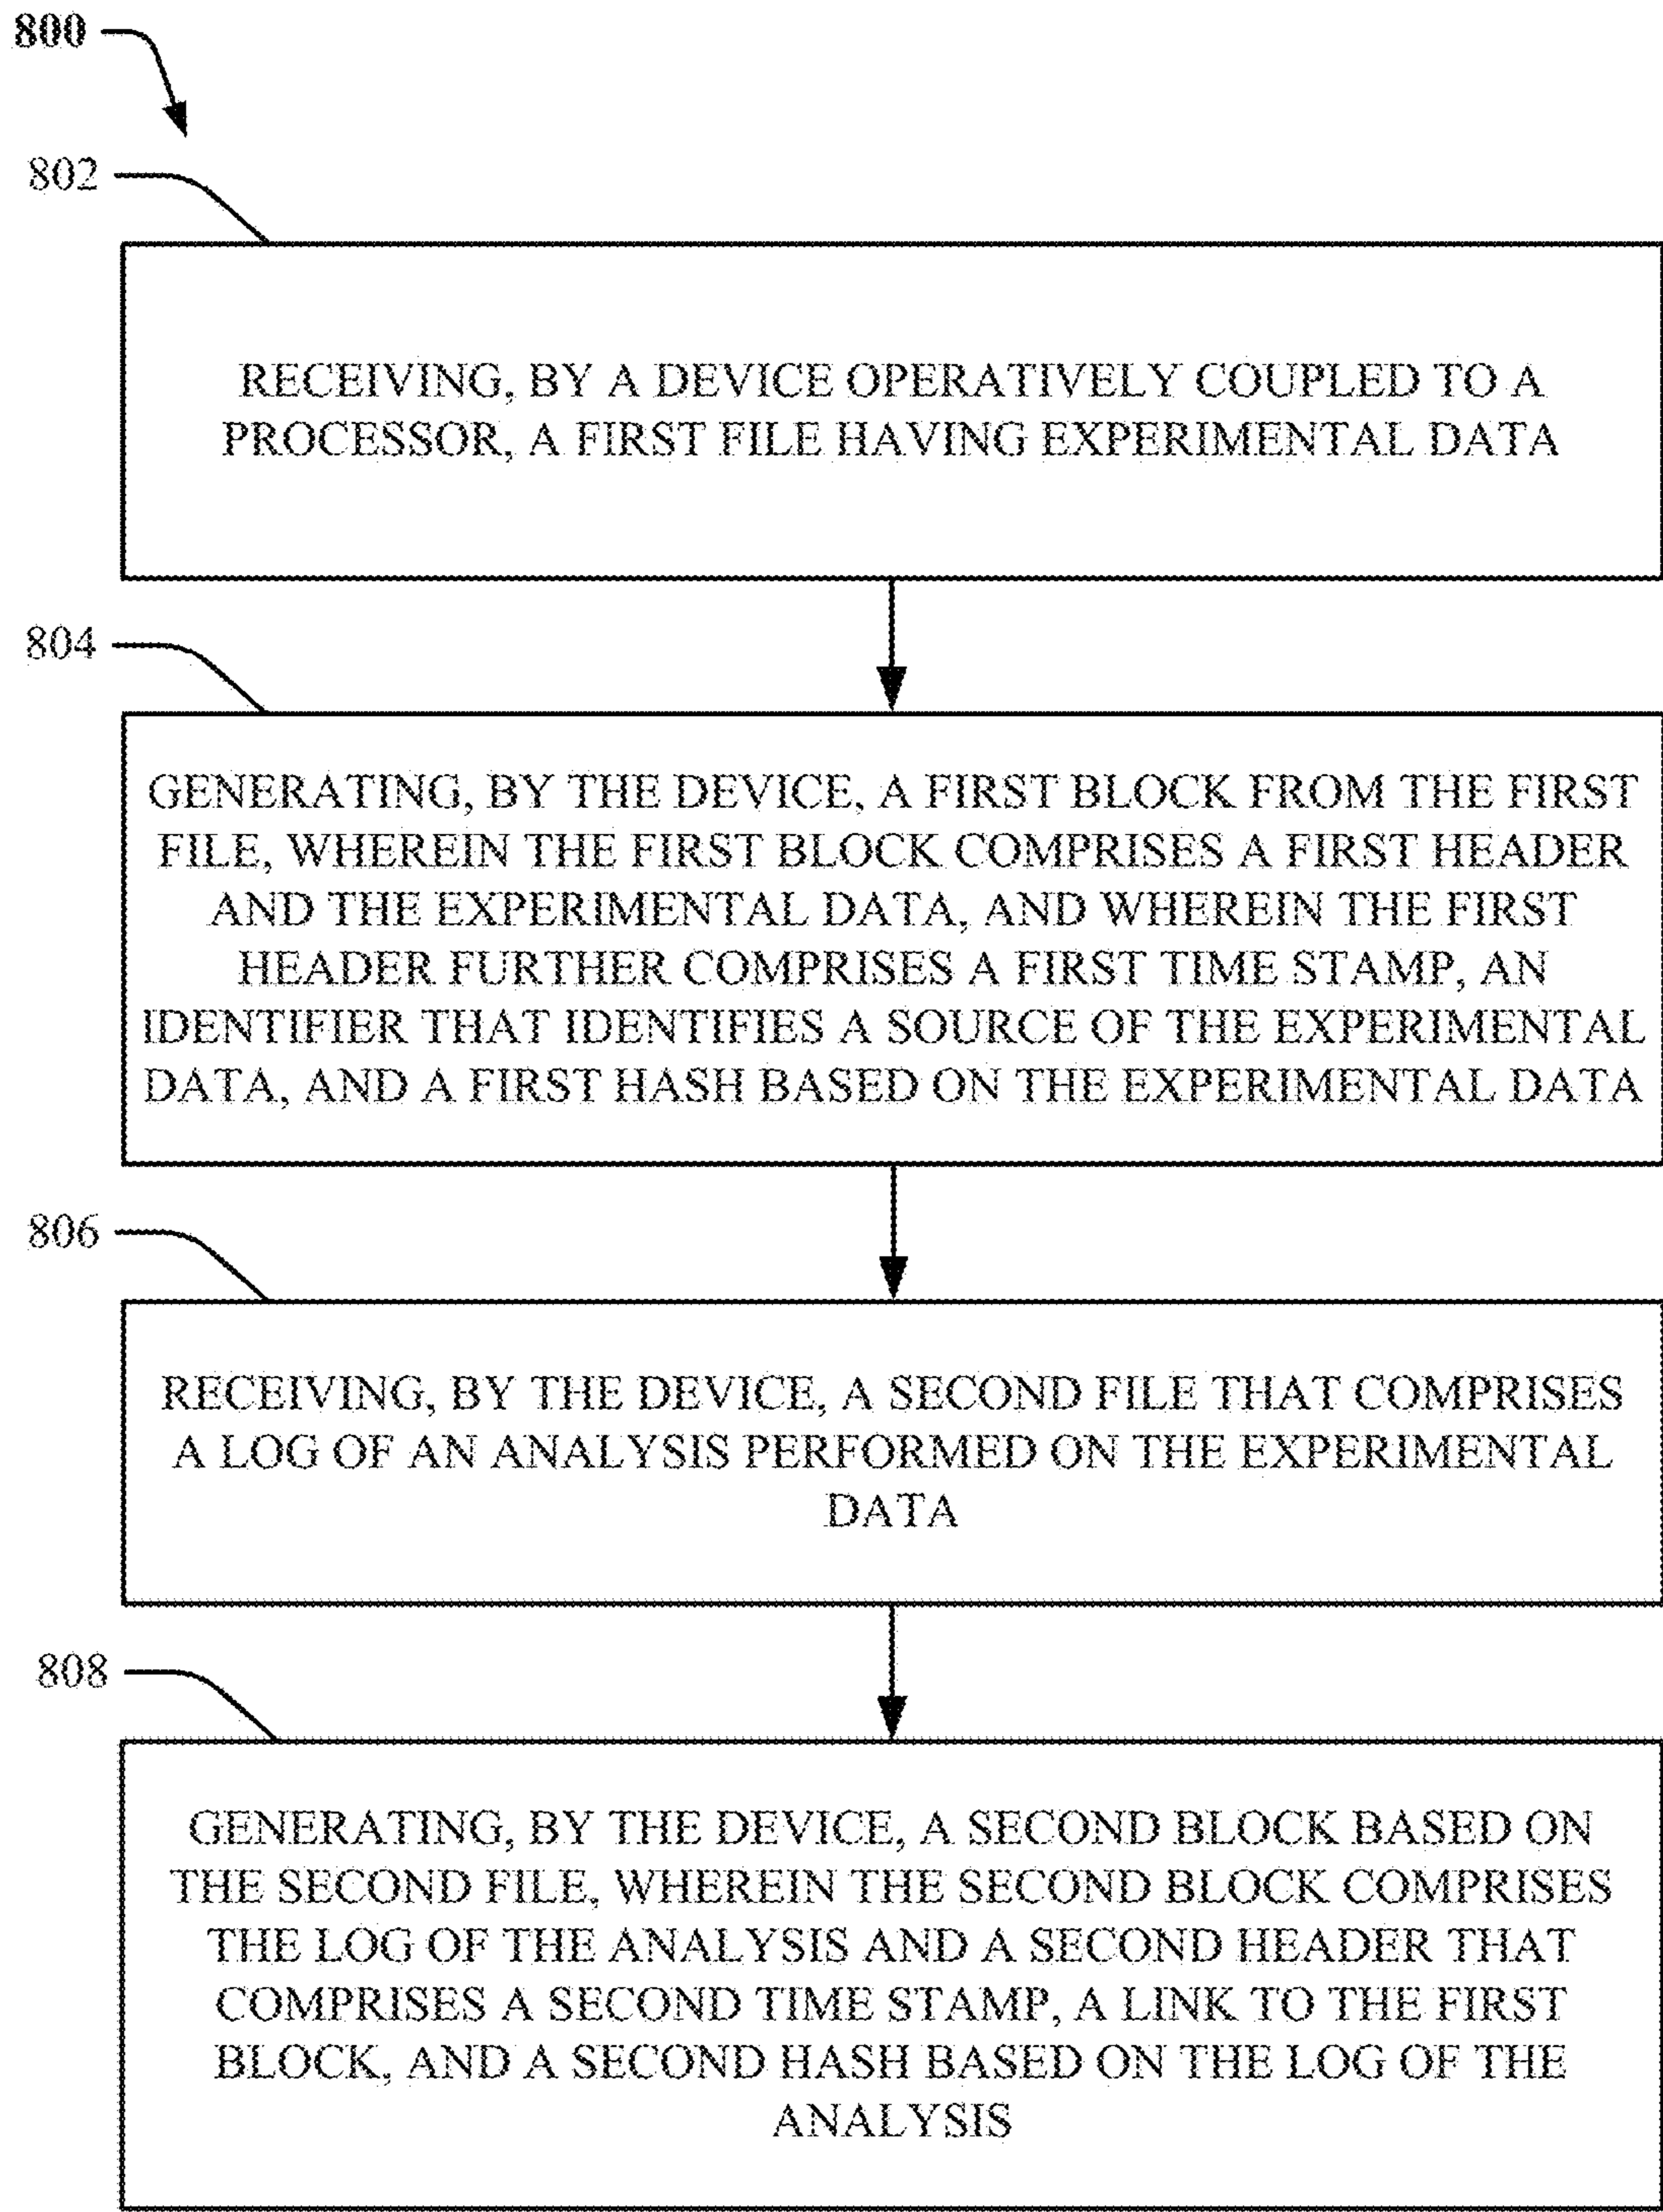 800
802
RECEIVING, BY A DEVICE OPERATIVELY COUPLED TO A
PROCESSOR, A FIRST FILE HAVING EXPERIMENTAL DATA
804
GENERATING, BY THE DEVICE, A FIRST BLOCK FROM THE FIRST
FILE, WHEREIN THE FIRST BLOCK COMPRISES A FIRST HEADER
AND THE EXPERIMENTAL DATA, AND WHEREIN THE FIRST
HEADER FURTHER COMPRISES A FIRST TIME STAMP, AN
IDENTIFIER THAT IDENTIFIES A SOURCE OF THE EXPERIMENTAL
DATA, AND A FIRST HASH BASED ON THE EXPERIMENTAL DATA
806
RECEIVING, BY THE DEVICE, A SECOND FILE THAT COMPRISES
A LOG OF AN ANALYSIS PERFORMED ON THE EXPERIMENTAL
DATA
808
GENERATING, BY THE DEVICE, A SECOND BLOCK BASED ON
THE SECOND FILE, WHEREIN THE SECOND BLOCK COMPRISES
THE LOG OF THE ANALYSIS AND A SECOND HEADER THAT
COMPRISES A SECOND TIME STAMP, A LINK TO THE FIRST
BLOCK, AND A SECOND HASH BASED ON THE LOG OF THE
ANALYSIS